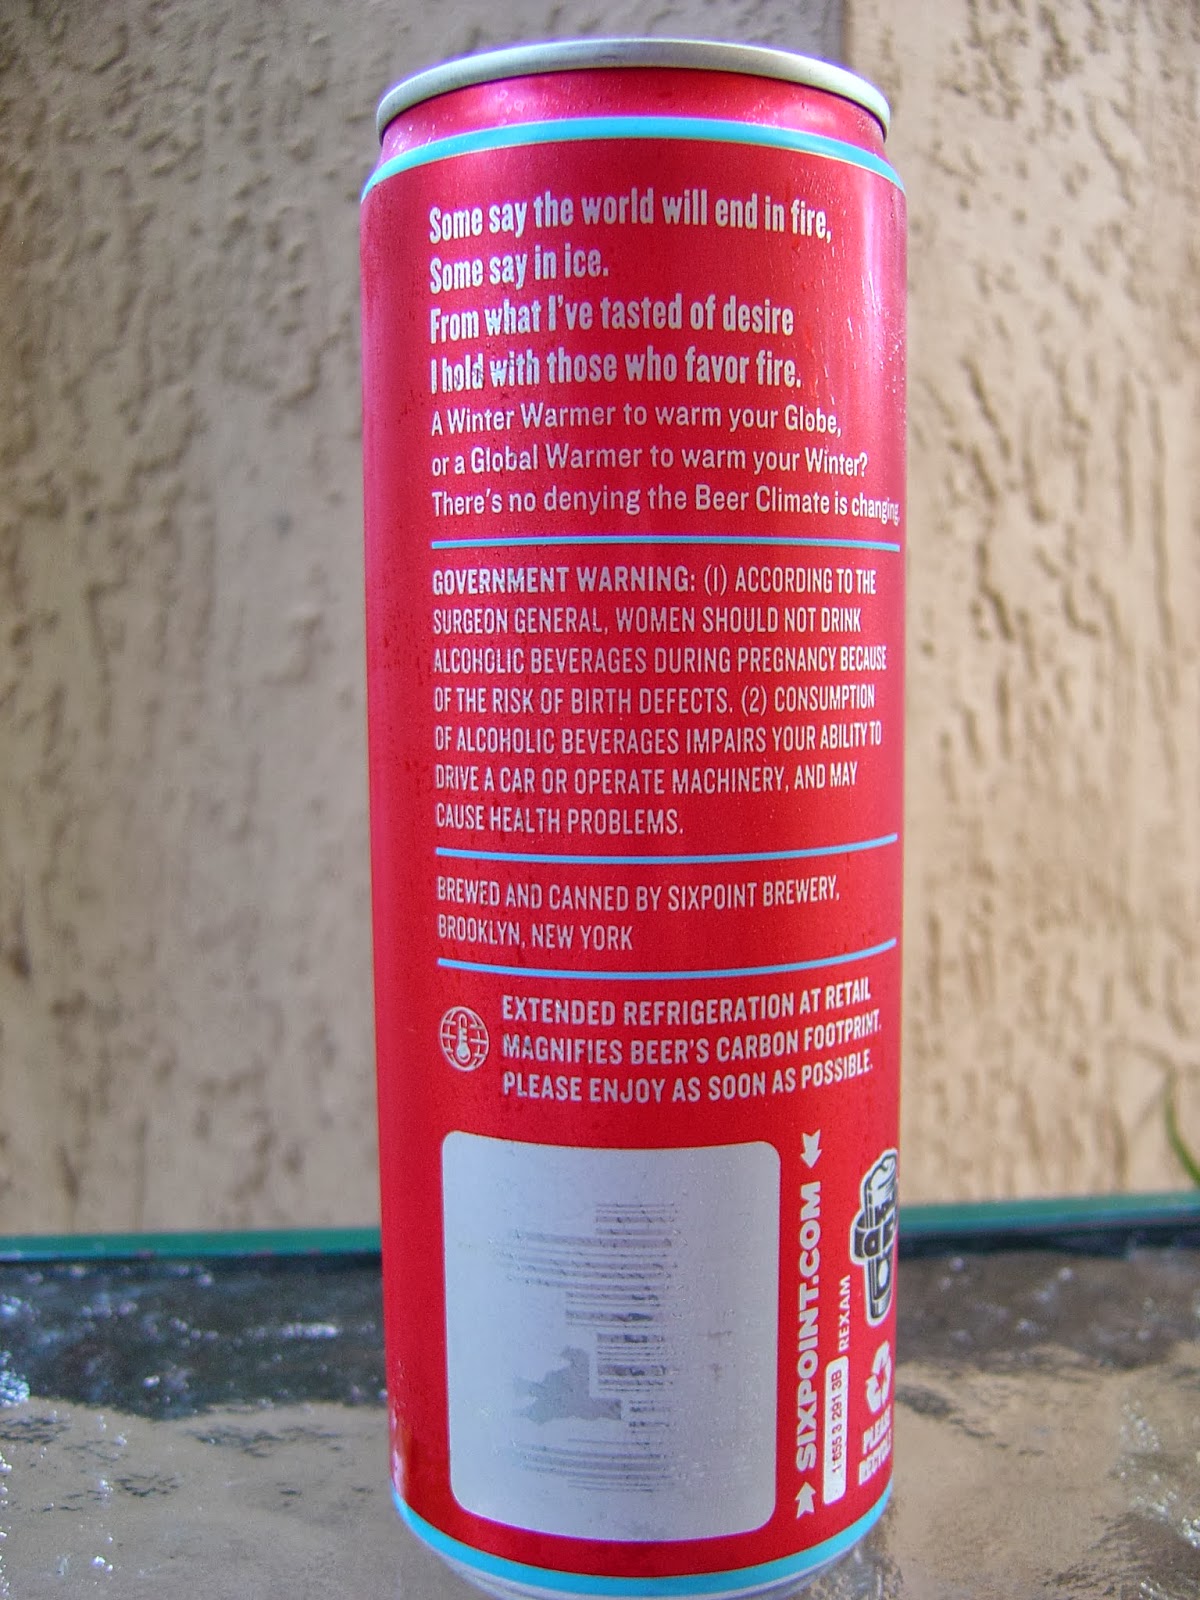 Some say the world will end in fire,
Some say in ice.
From what I've tasted of desire
I hold with those who favor fire.
A Winter Warmer to warm your Globe,
or a Global Warmer to warm your Winter?
There's no denying the Beer Climate is changing.
GOVERNMENT WARNING: (1) ACCORDING TO THE
SURGEON GENERAL, WOMEN SHOULD NOT DRINK
ALCOHOLIC BEVERAGES DURING PREGNANCY BECAUSE
OF THE RISK OF BIRTH DEFECTS. (2) CONSUMPTION
OF ALCOHOLIC BEVERAGES IMPAIRS YOUR ABILITY TO
DRIVE A CAR OR OPERATE MACHINERY, AND MAY
CAUSE HEALTH PROBLEMS.
BREWED AND CANNED BY SIXPOINT BREWERY,
BROOKLYN, NEW YORK
EXTENDED REFRIGERATION AT RETAIL
MAGNIFIES BEER'S CARBON FOOTPRINT.
PLEASE ENJOY AS SOON AS POSSIBLE.
SIXPOINT.COM
REXAM
PLEASE
RECYCLE